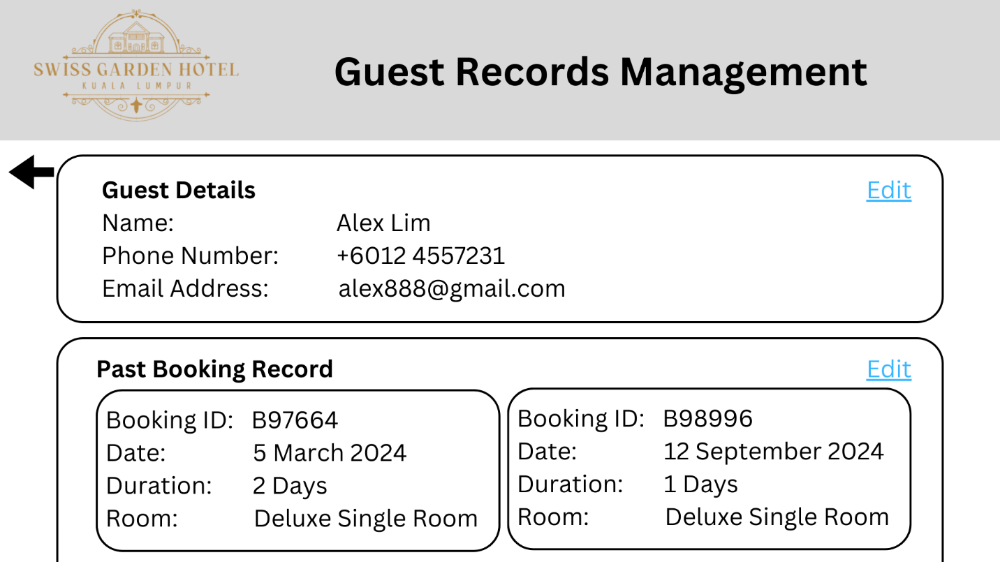 SWISS GARDEN HOTEL
KUALA LUMPUR
Guest Records Management
Guest Details Edit
Name: Alex Lim
Phone Number: +6012 4557231
Email Address: alex888@gmail.com
Past Booking Record Edit
Booking ID: B97664
Date: 5 March 2024
Duration: 2 Days
Room: Deluxe Single Room
Booking ID: B98996
Date: 12 September 2024
Duration: 1 Days
Room: Deluxe Single Room